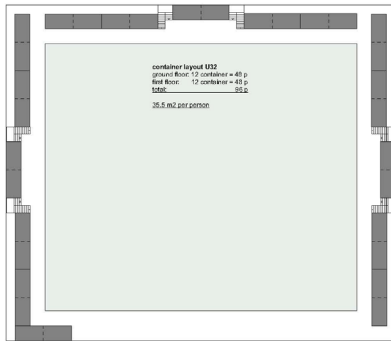 container layout U32
ground floor: 12 container = 48 p
first floor: 12 container = 48 p
total: 96 p
35.5 m2 per person